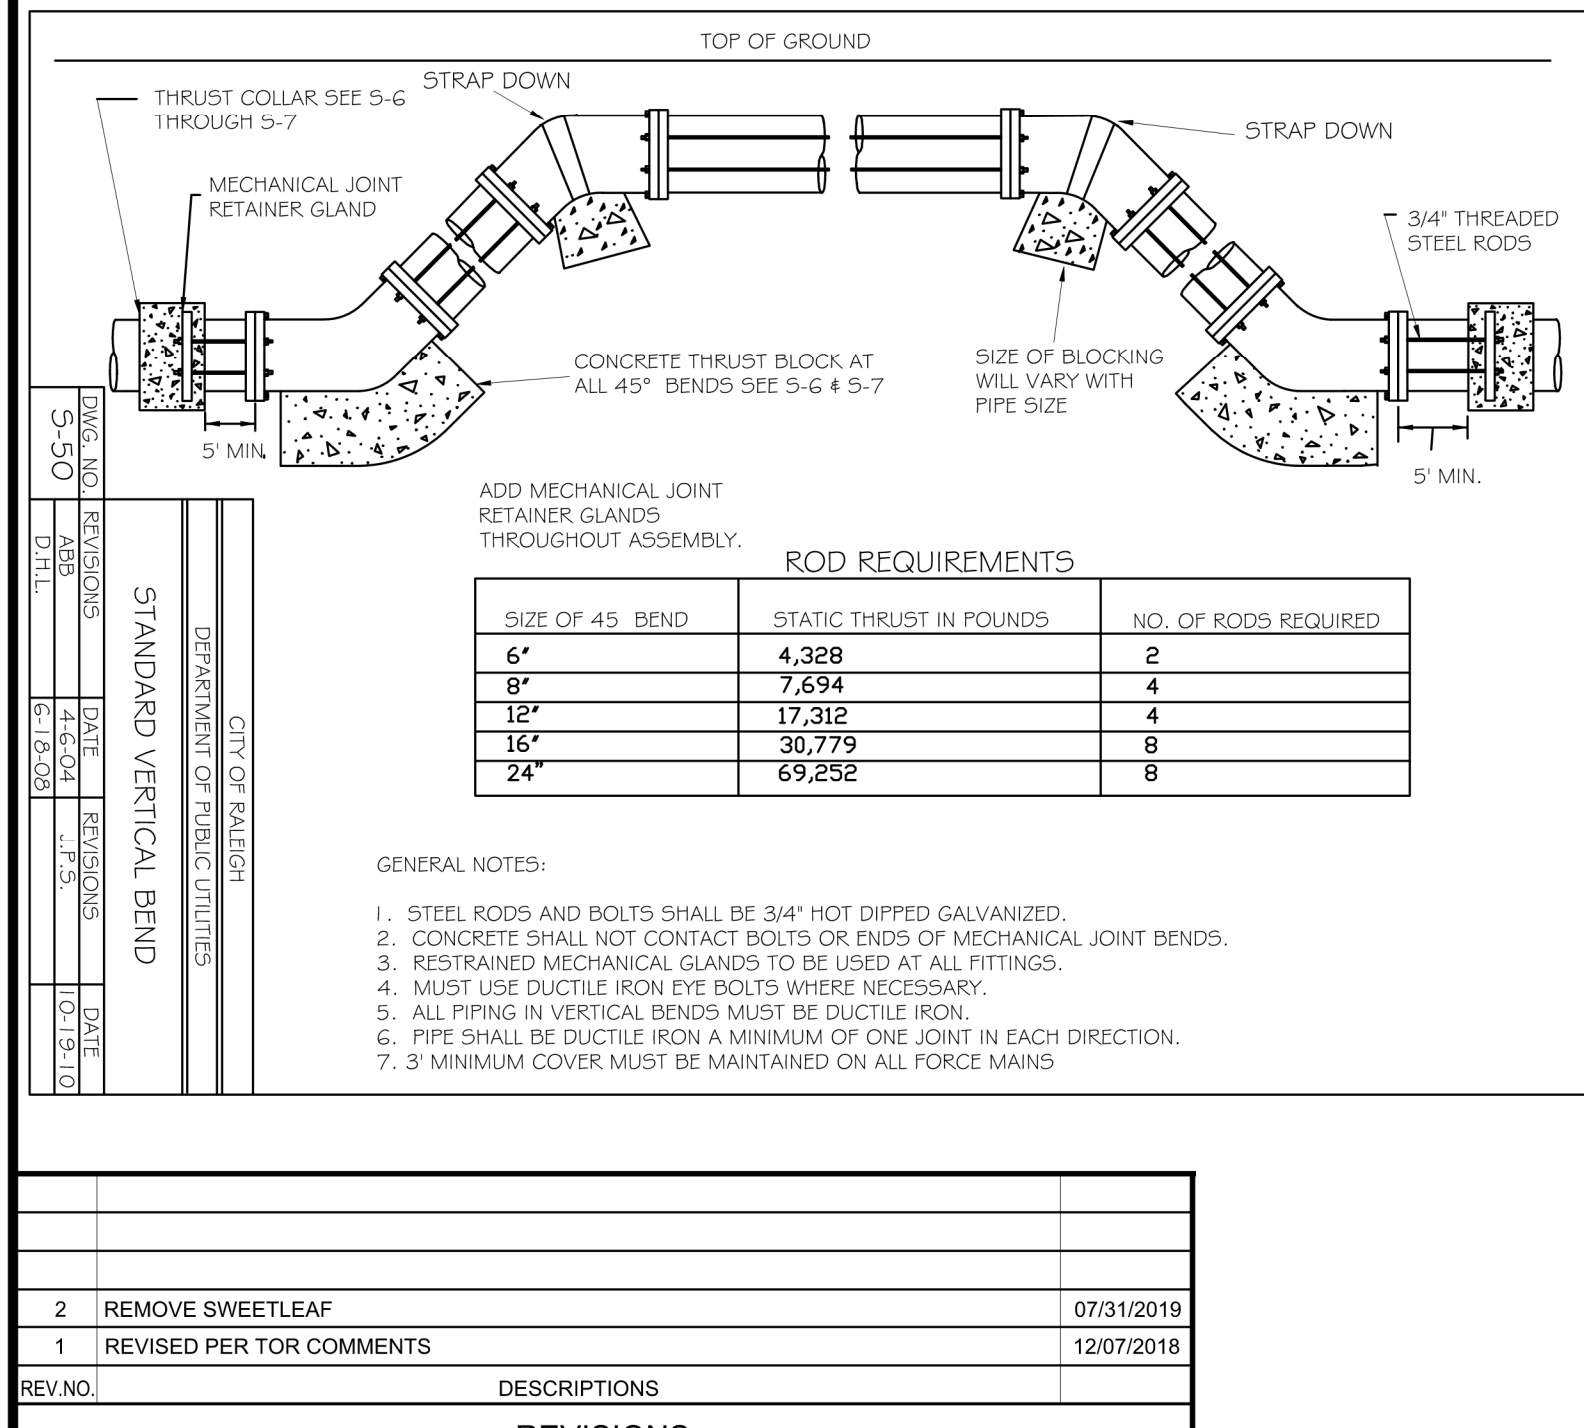 TOP OF GROUND
STRAP DOWN
THRUST COLLAR SEE S-6
THROUGH S-7
STRAP DOWN
MECHANICAL JOINT
RETAINER GLAND
3/4" THREADED
STEEL RODS
CONCRETE THRUST BLOCK AT
ALL 45° BENDS SEE S-6 & S-7
SIZE OF BLOCKING
WILL VARY WITH
PIPE SIZE
5' MIN.
5' MIN.
ADD MECHANICAL JOINT
RETAINER GLANDS
THROUGHOUT ASSEMBLY.
ROD REQUIREMENTS
SIZE OF 45 BEND STATIC THRUST IN POUNDS NO. OF RODS REQUIRED
6" 4,328 2
8" 7,694 4
12" 17,312 4
16" 30,779 8
24" 69,252 8
GENERAL NOTES:
1. STEEL RODS AND BOLTS SHALL BE 3/4" HOT DIPPED GALVANIZED.
2. CONCRETE SHALL NOT CONTACT BOLTS OR ENDS OF MECHANICAL JOINT BENDS.
3. RESTRAINED MECHANICAL GLANDS TO BE USED AT ALL FITTINGS.
4. MUST USE DUCTILE IRON EYE BOLTS WHERE NECESSARY.
5. ALL PIPING IN VERTICAL BENDS MUST BE DUCTILE IRON.
6. PIPE SHALL BE DUCTILE IRON A MINIMUM OF ONE JOINT IN EACH DIRECTION.
7. 3' MINIMUM COVER MUST BE MAINTAINED ON ALL FORCE MAINS
CITY OF RALEIGH
DEPARTMENT OF PUBLIC UTILITIES
STANDARD VERTICAL BEND
DWG. NO. REVISIONS DATE REVISIONS DATE
S-50 ABB 4-6-04 J.P.S. 10-19-10
D.H.L. 6-18-08
2 REMOVE SWEETLEAF 07/31/2019
1 REVISED PER TOR COMMENTS 12/07/2018
REV.NO. DESCRIPTIONS
REVISIONS